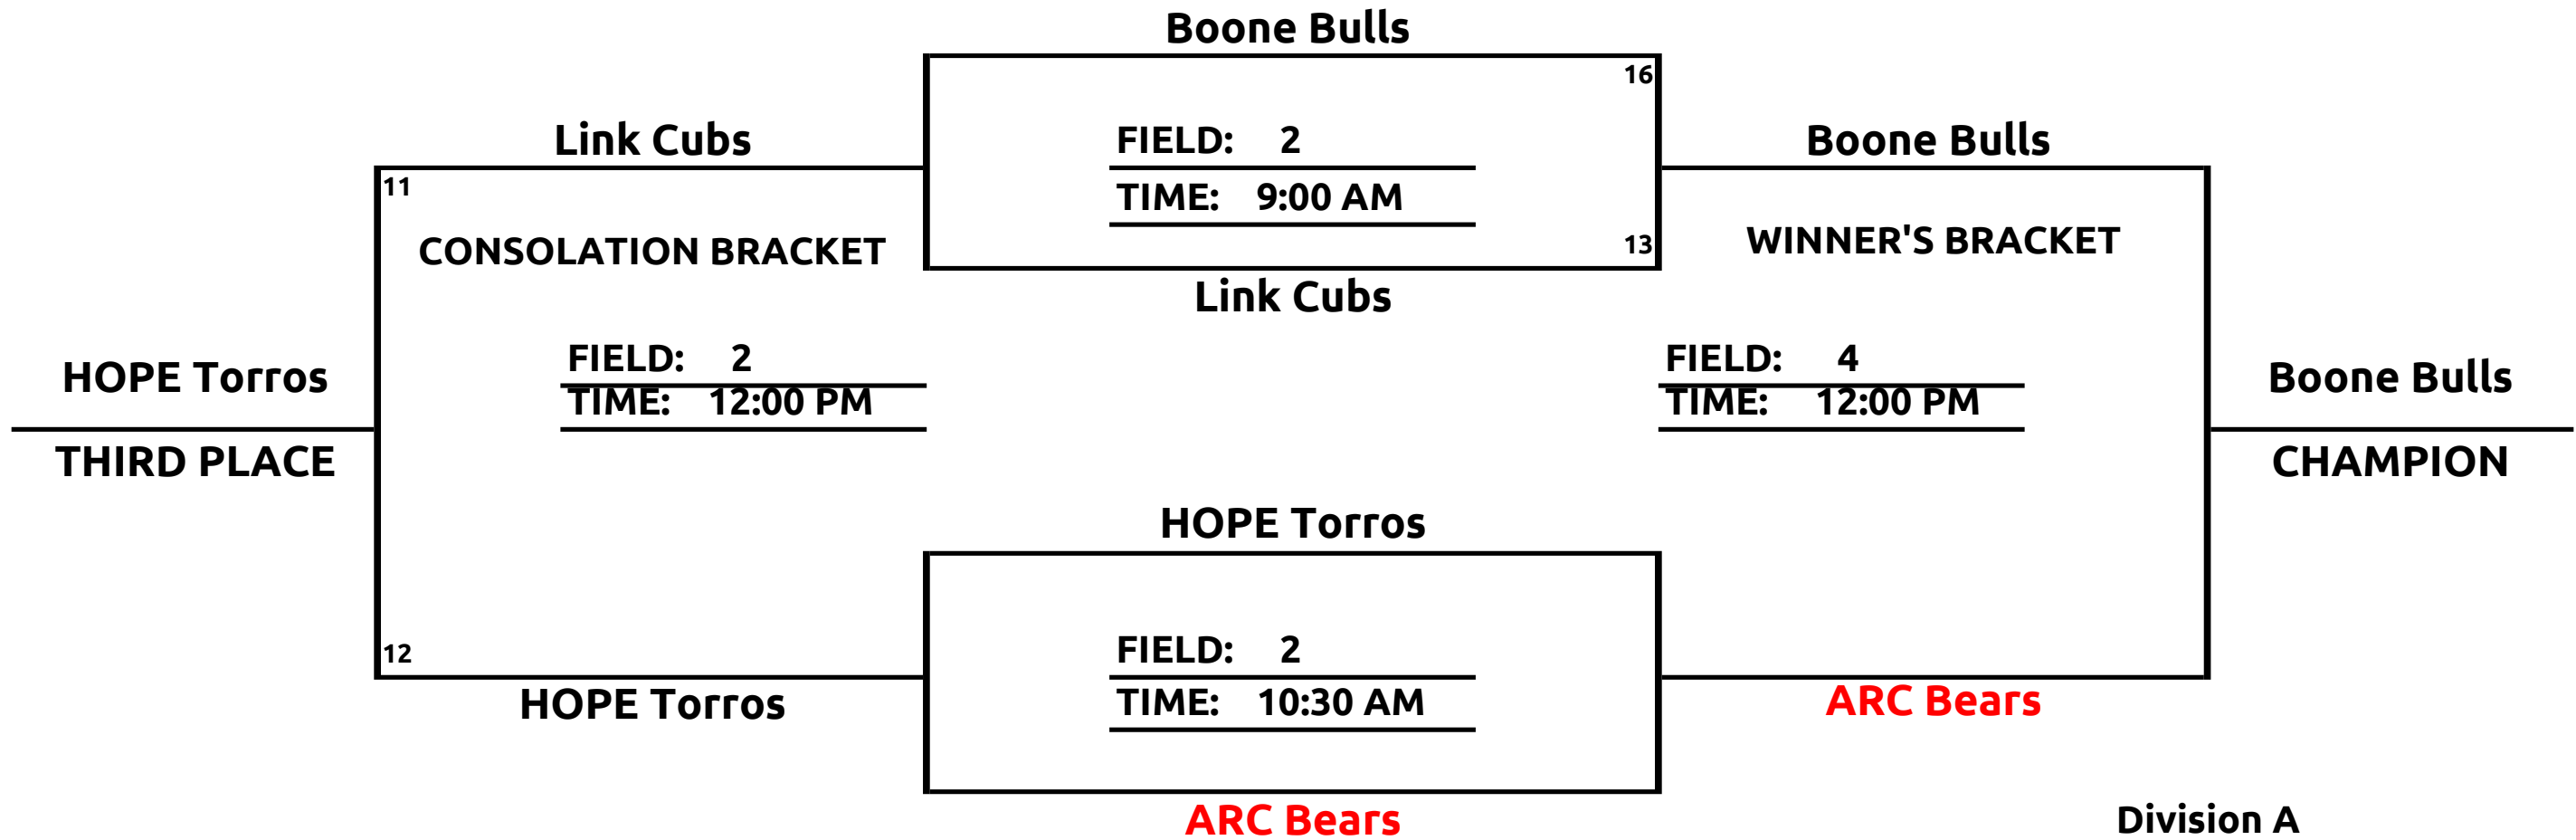 Boone Bulls
16
Link Cubs
FIELD: 2
Boone Bulls
11
TIME: 9:00 AM
CONSOLATION BRACKET
13
WINNER'S BRACKET
Link Cubs
HOPE Torros
FIELD: 2
TIME: 12:00 PM
FIELD: 4
TIME: 12:00 PM
Boone Bulls
THIRD PLACE
CHAMPION
HOPE Torros
12
FIELD: 2
HOPE Torros
TIME: 10:30 AM
ARC Bears
ARC Bears
Division A